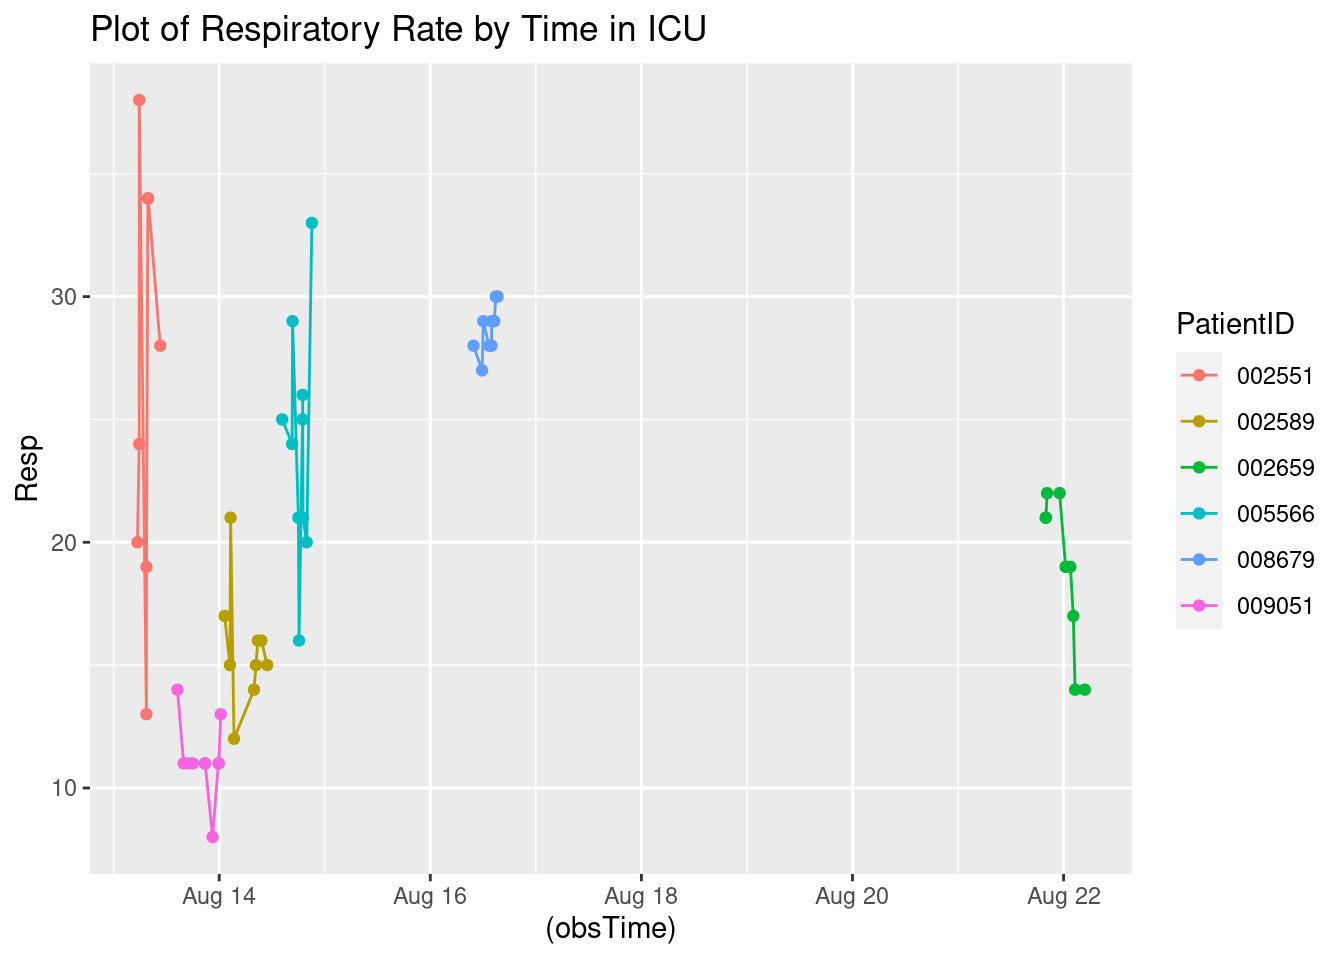 Plot of Respiratory Rate by Time in ICU
Resp
30
20
10
Aug 14 Aug 16 Aug 18 Aug 20 Aug 22
(obsTime)
PatientID
002551
002589
002659
005566
008679
009051